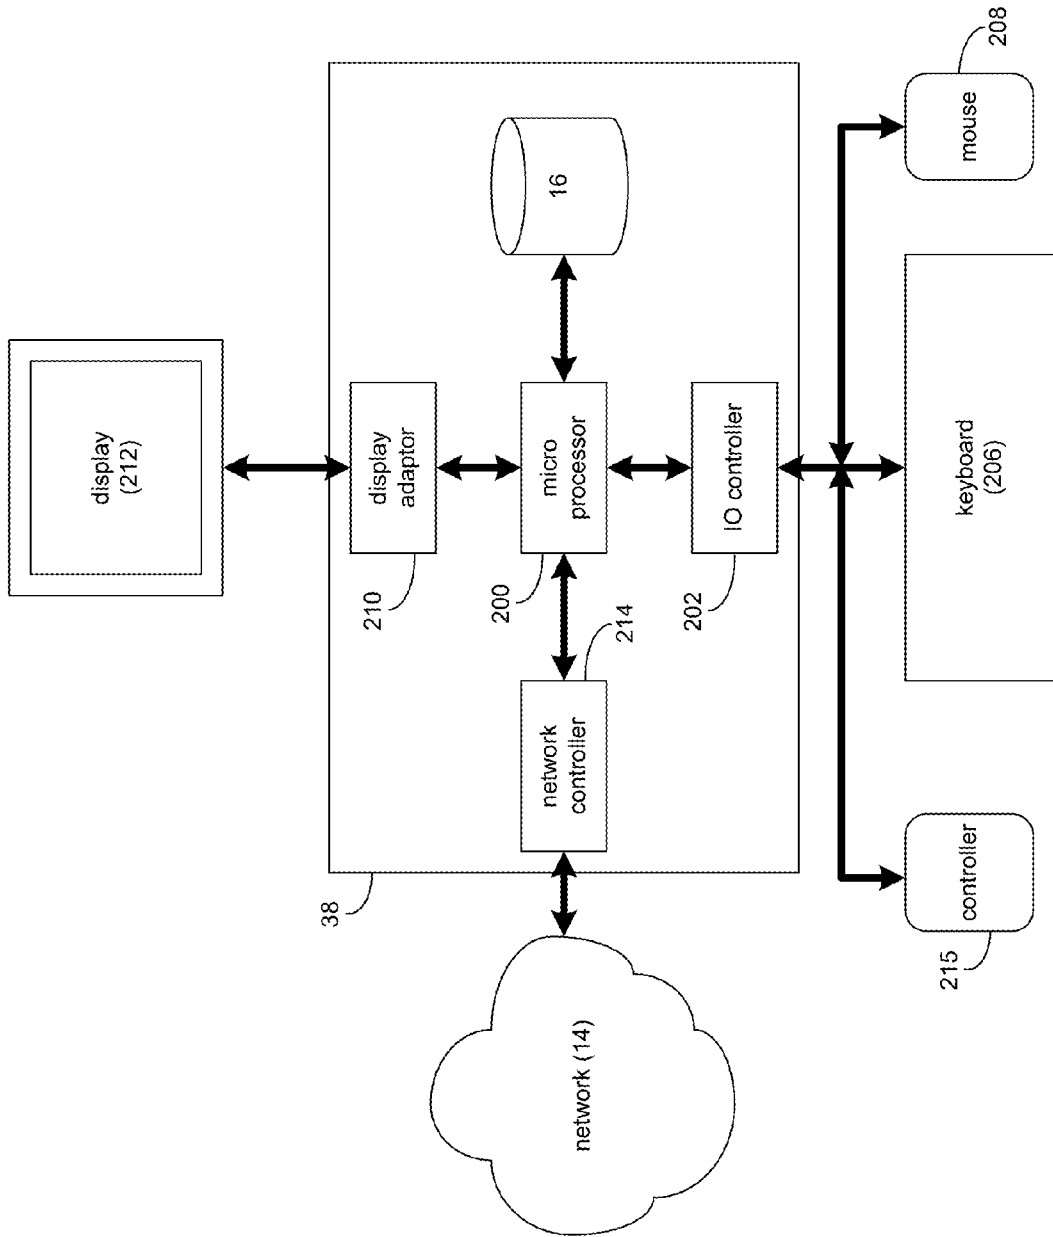 network (14)
38
network
controller
214
display
(212)
display
adaptor
210
micro
processor
200
16
IO controller
202
controller
215
keyboard
(206)
mouse
208